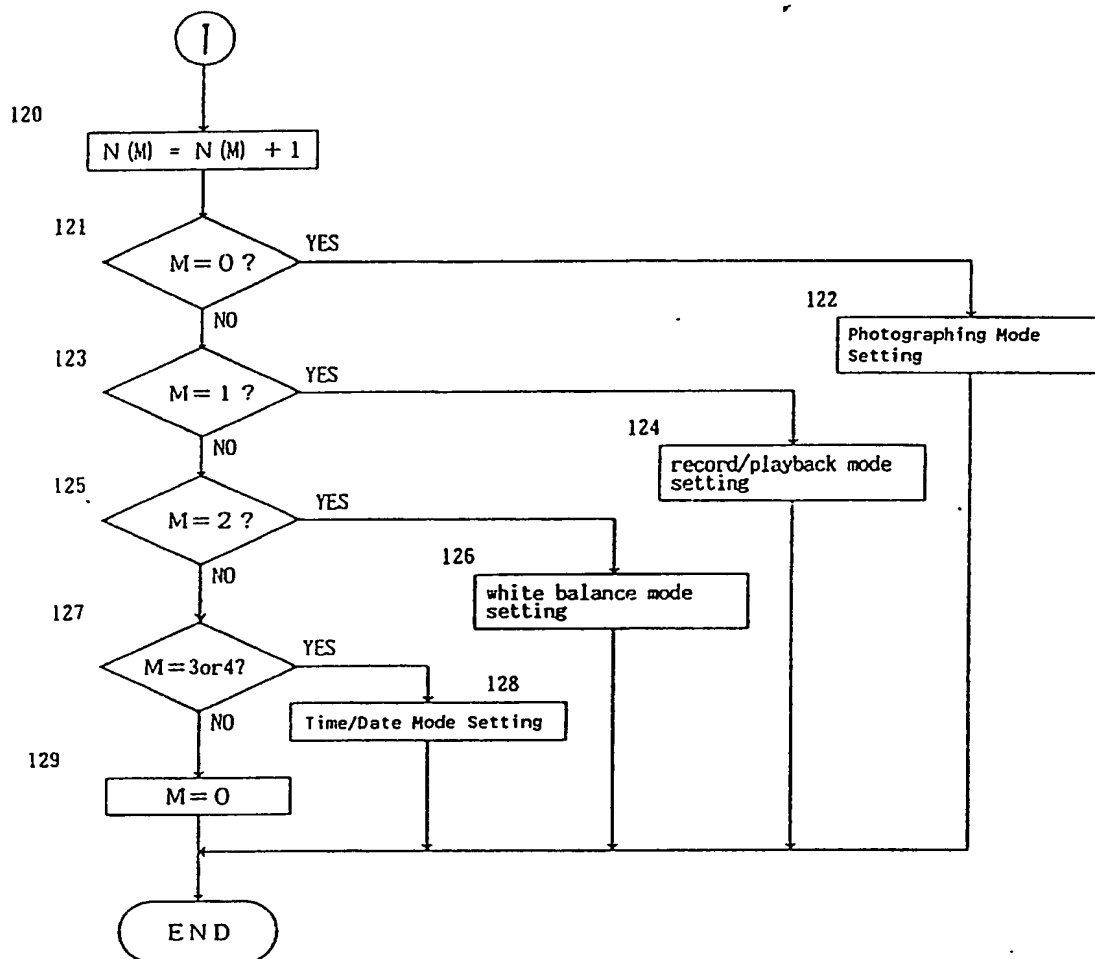 I
120
N(M) = N(M) + 1
121
M=0?
YES
NO
122
Photographing Mode
Setting
123
M=1?
YES
NO
124
record/playback mode
setting
125
M=2?
YES
NO
126
white balance mode
setting
127
M=3or4?
YES
NO
128
Time/Date Mode Setting
129
M=0
END